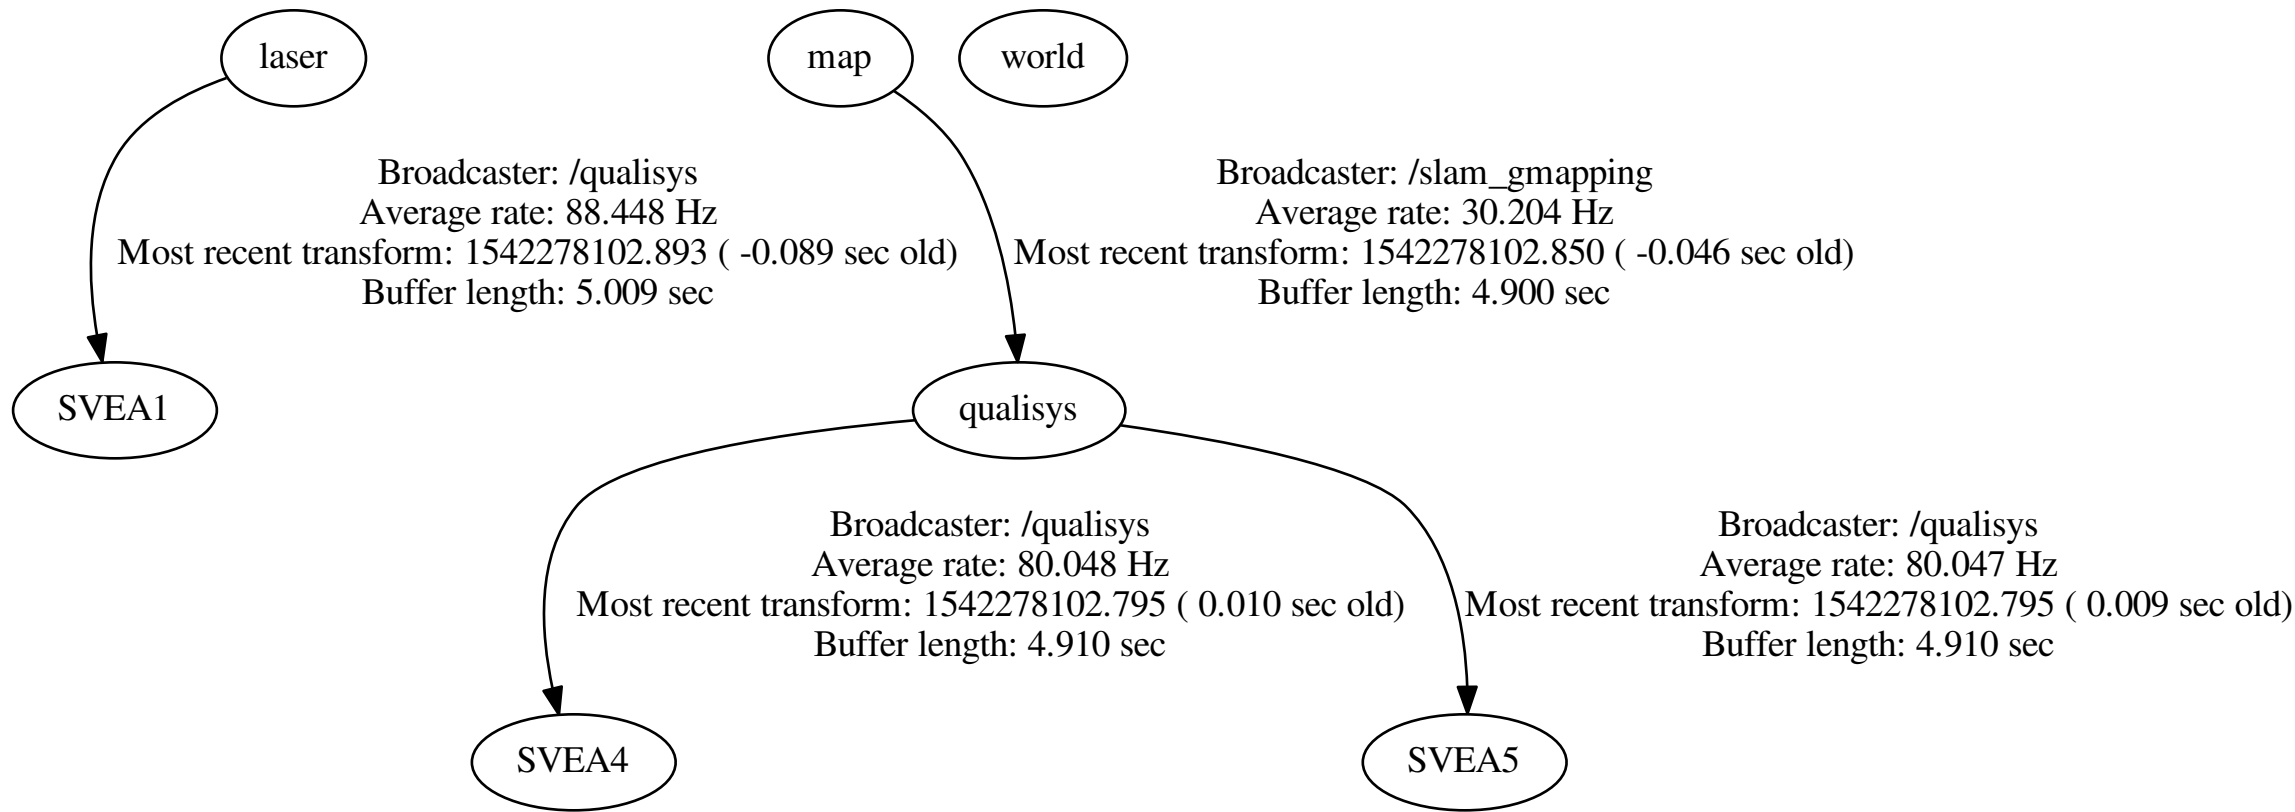 laser
map
world
Broadcaster: /qualisys
Average rate: 88.448 Hz
Most recent transform: 1542278102.893 ( -0.089 sec old)
Buffer length: 5.009 sec
Broadcaster: /slam_gmapping
Average rate: 30.204 Hz
Most recent transform: 1542278102.850 ( -0.046 sec old)
Buffer length: 4.900 sec
SVEA1
qualisys
Broadcaster: /qualisys
Average rate: 80.048 Hz
Most recent transform: 1542278102.795 ( 0.010 sec old)
Buffer length: 4.910 sec
Broadcaster: /qualisys
Average rate: 80.047 Hz
Most recent transform: 1542278102.795 ( 0.009 sec old)
Buffer length: 4.910 sec
SVEA4
SVEA5